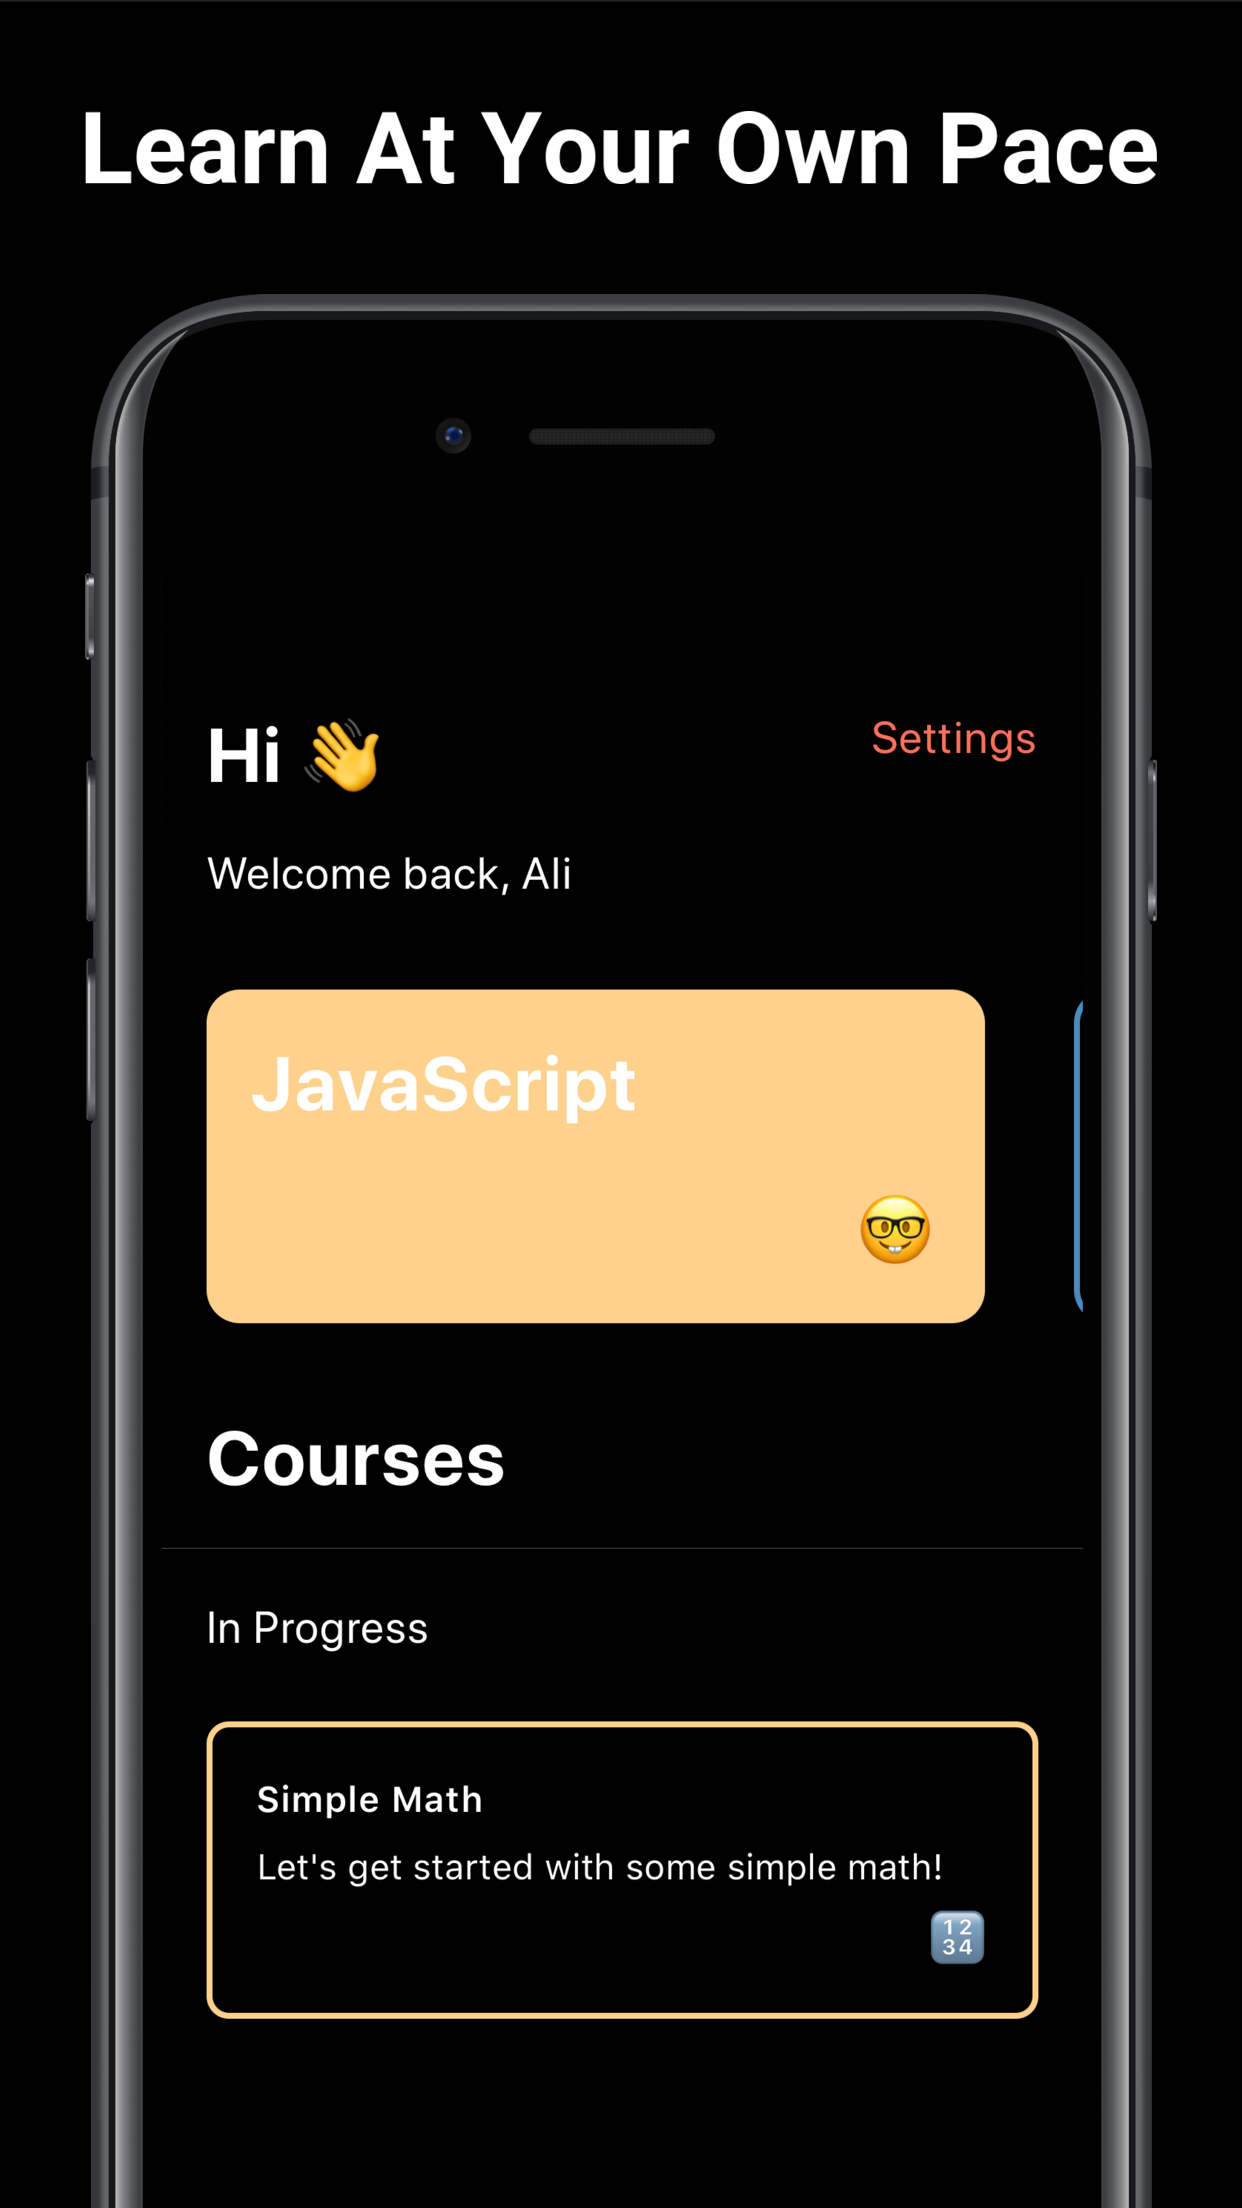 Learn At Your Own Pace
Hi 👋
Settings
Welcome back, Ali
JavaScript
🤓
Courses
In Progress
Simple Math
Let's get started with some simple math!
🔢